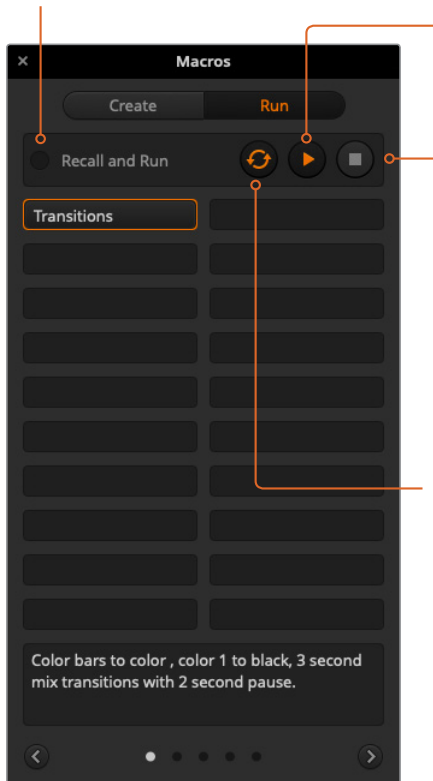 Macros
Create Run
Recall and Run
Transitions
Color bars to color , color 1 to black, 3 second
mix transitions with 2 second pause.